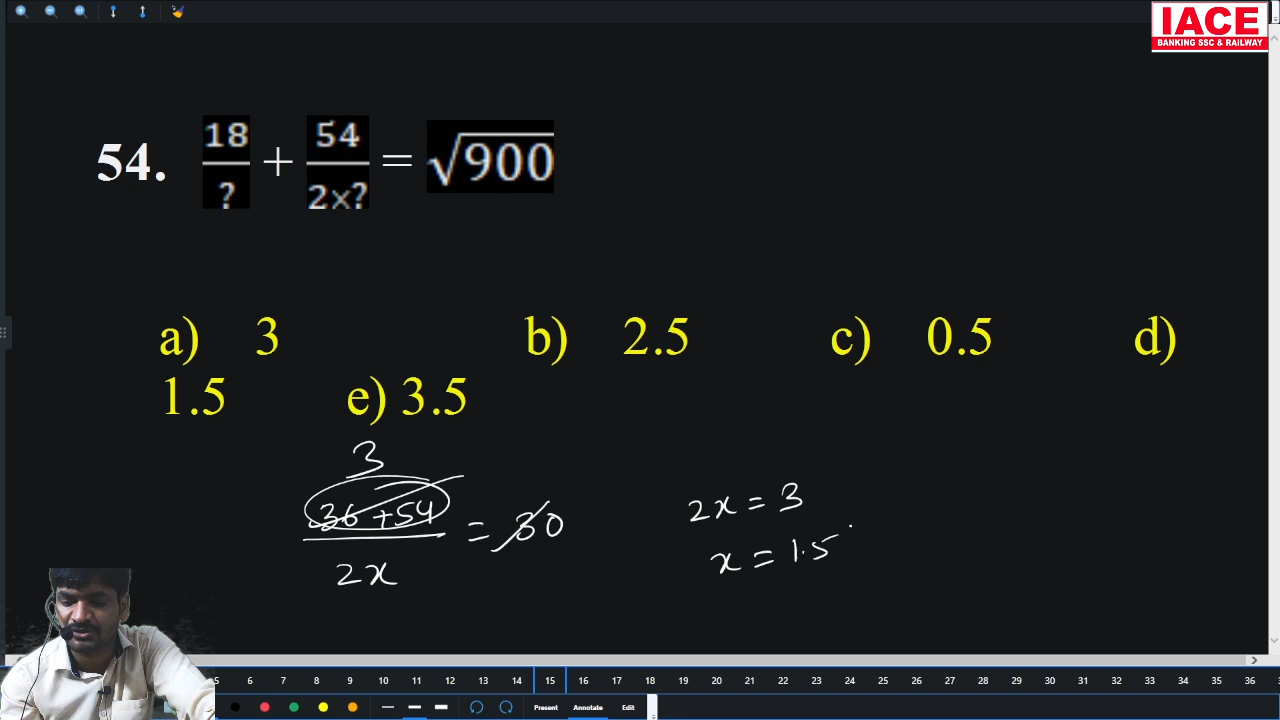 IACE
BANKING SSC & RAILWAY
54. 18/? + 54/2×? = √900
a) 3 b) 2.5 c) 0.5 d)
1.5 e) 3.5
3
36 + 54 / 2x = 30
2x = 3
x = 1.5
5 6 7 8 9 10 11 12 13 14 15 16 17 18 19 20 21 22 23 24 25 26 27 28 29 30 31 32 33 34 35 36
Present Annotate Edit